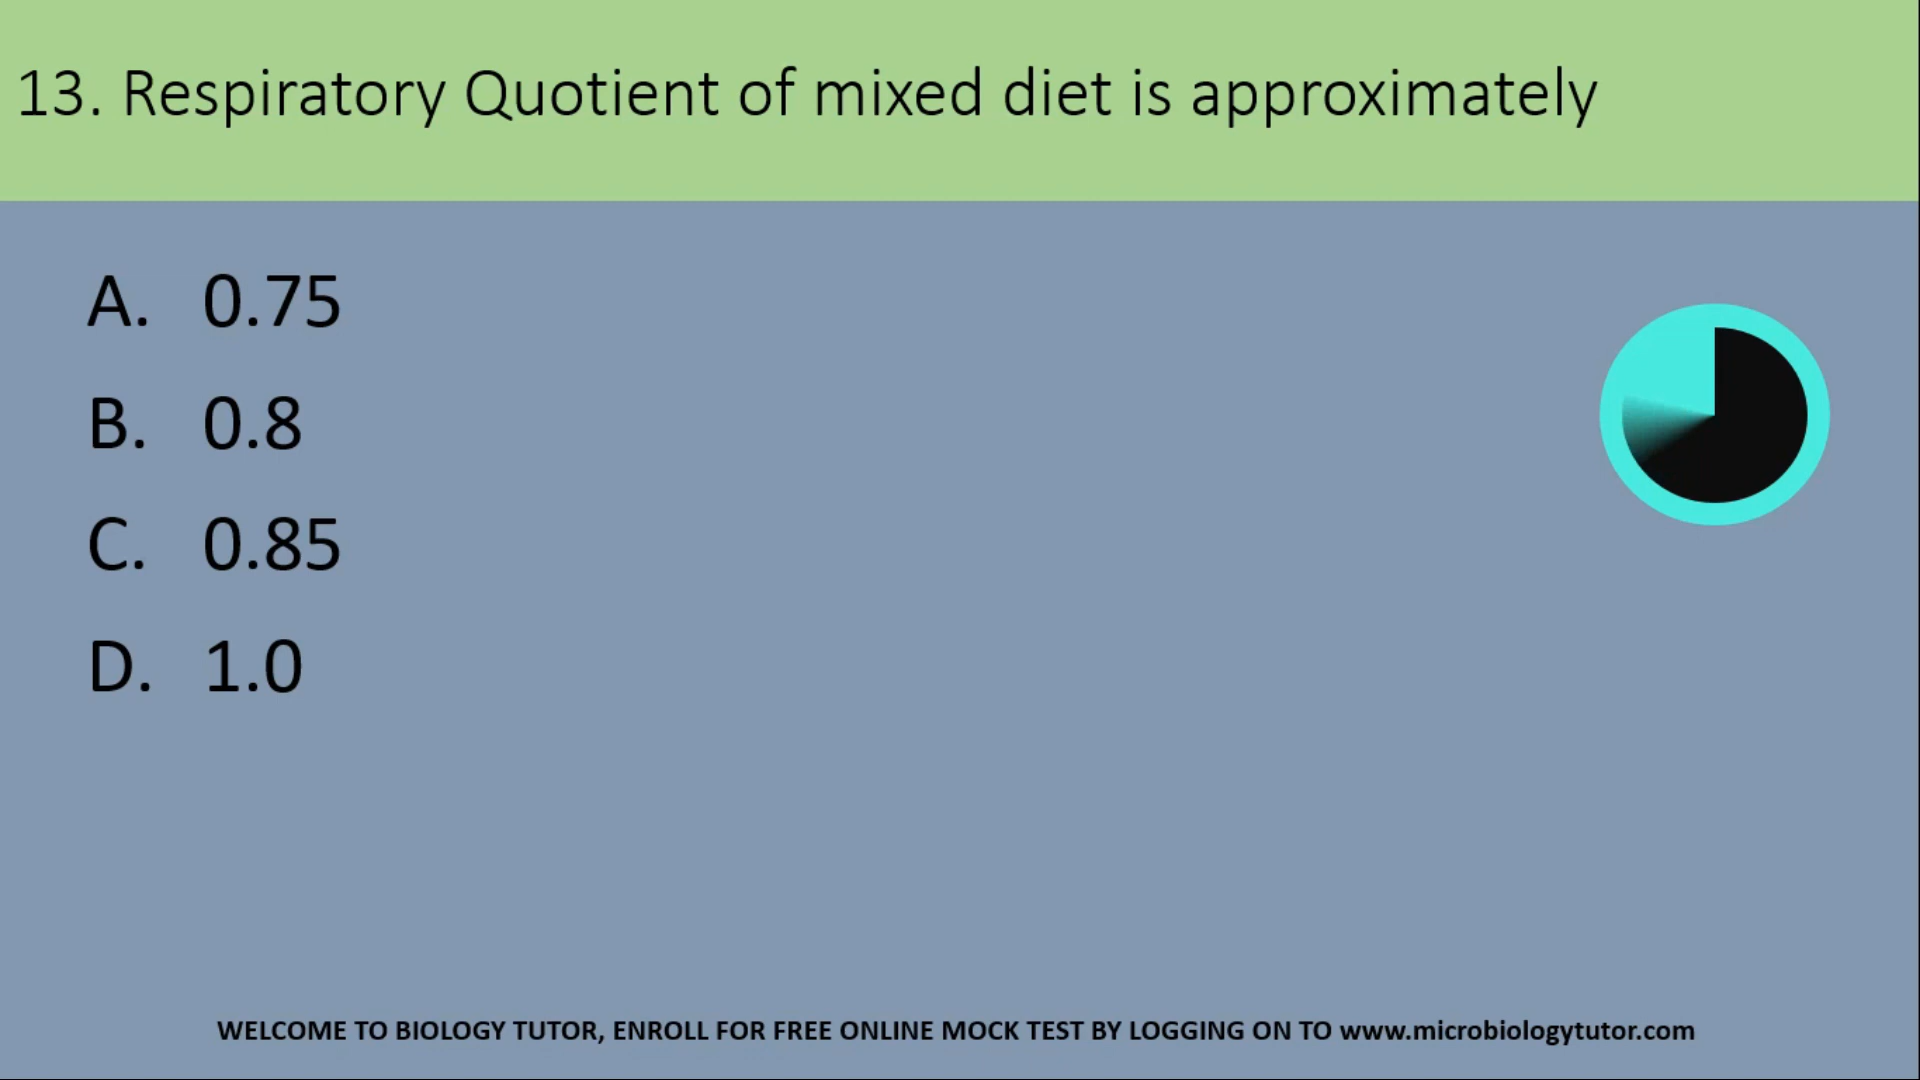 13. Respiratory Quotient of mixed diet is approximately
A. 0.75
B. 0.8
C. 0.85
D. 1.0
WELCOME TO BIOLOGY TUTOR, ENROLL FOR FREE ONLINE MOCK TEST BY LOGGING ON TO www.microbiologytutor.com